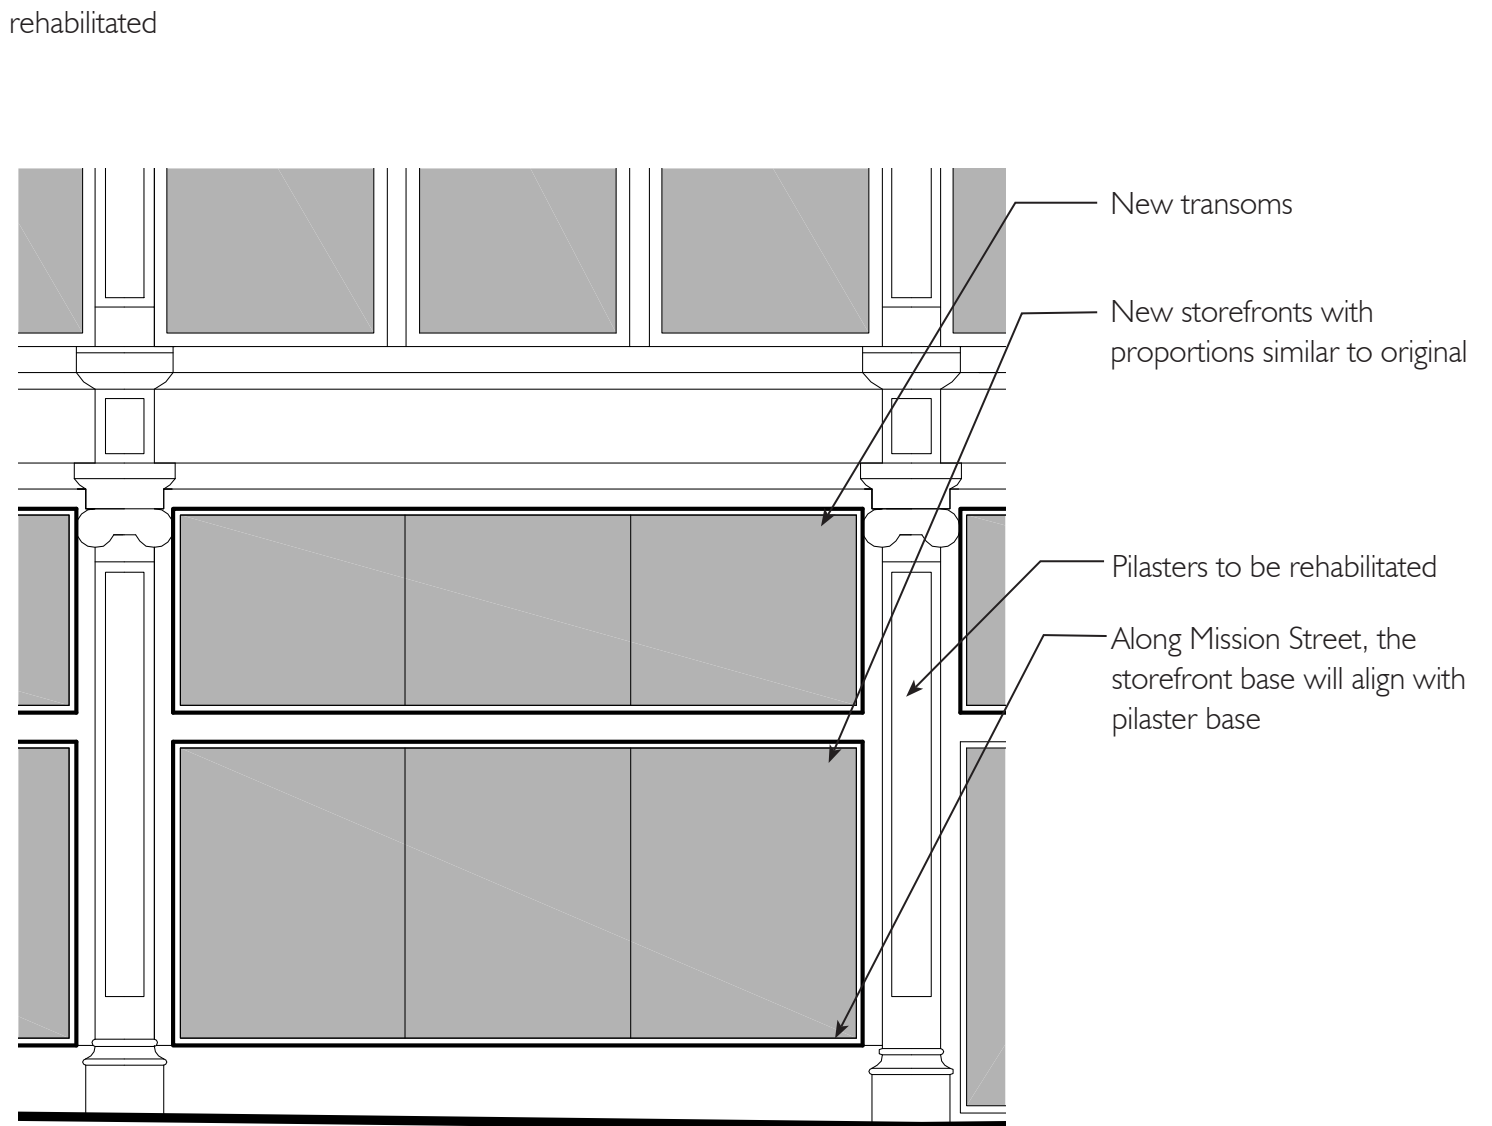 rehabilitated
New transoms
New storefronts with
proportions similar to original
Pilasters to be rehabilitated
Along Mission Street, the
storefront base will align with
pilaster base